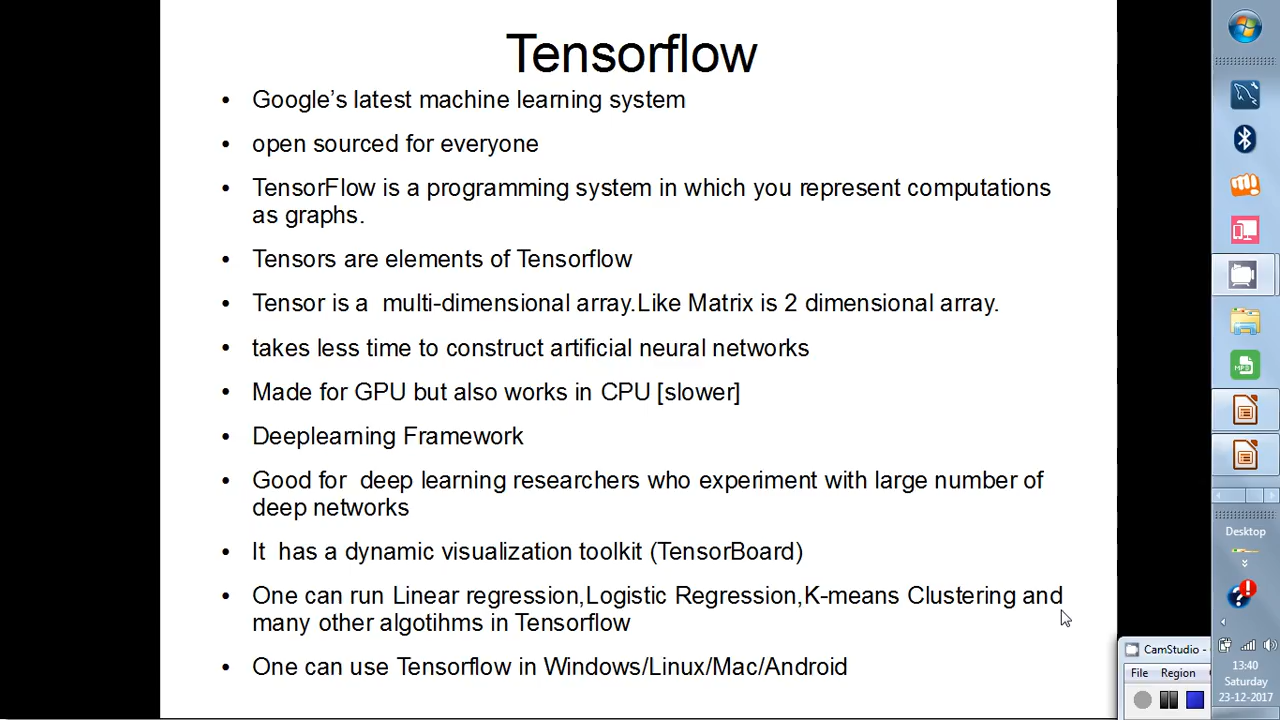 Tensorflow
• Google's latest machine learning system
• open sourced for everyone
• TensorFlow is a programming system in which you represent computations
as graphs.
• Tensors are elements of Tensorflow
• Tensor is a  multi-dimensional array.Like Matrix is 2 dimensional array.
• takes less time to construct artificial neural networks
• Made for GPU but also works in CPU [slower]
• Deeplearning Framework
• Good for  deep learning researchers who experiment with large number of
deep networks
• It  has a dynamic visualization toolkit (TensorBoard)
• One can run Linear regression,Logistic Regression,K-means Clustering and
many other algotihms in Tensorflow
• One can use Tensorflow in Windows/Linux/Mac/Android
mi
MP3
Desktop
CamStudio -
File Region
13:40
Saturday
23-12-2017